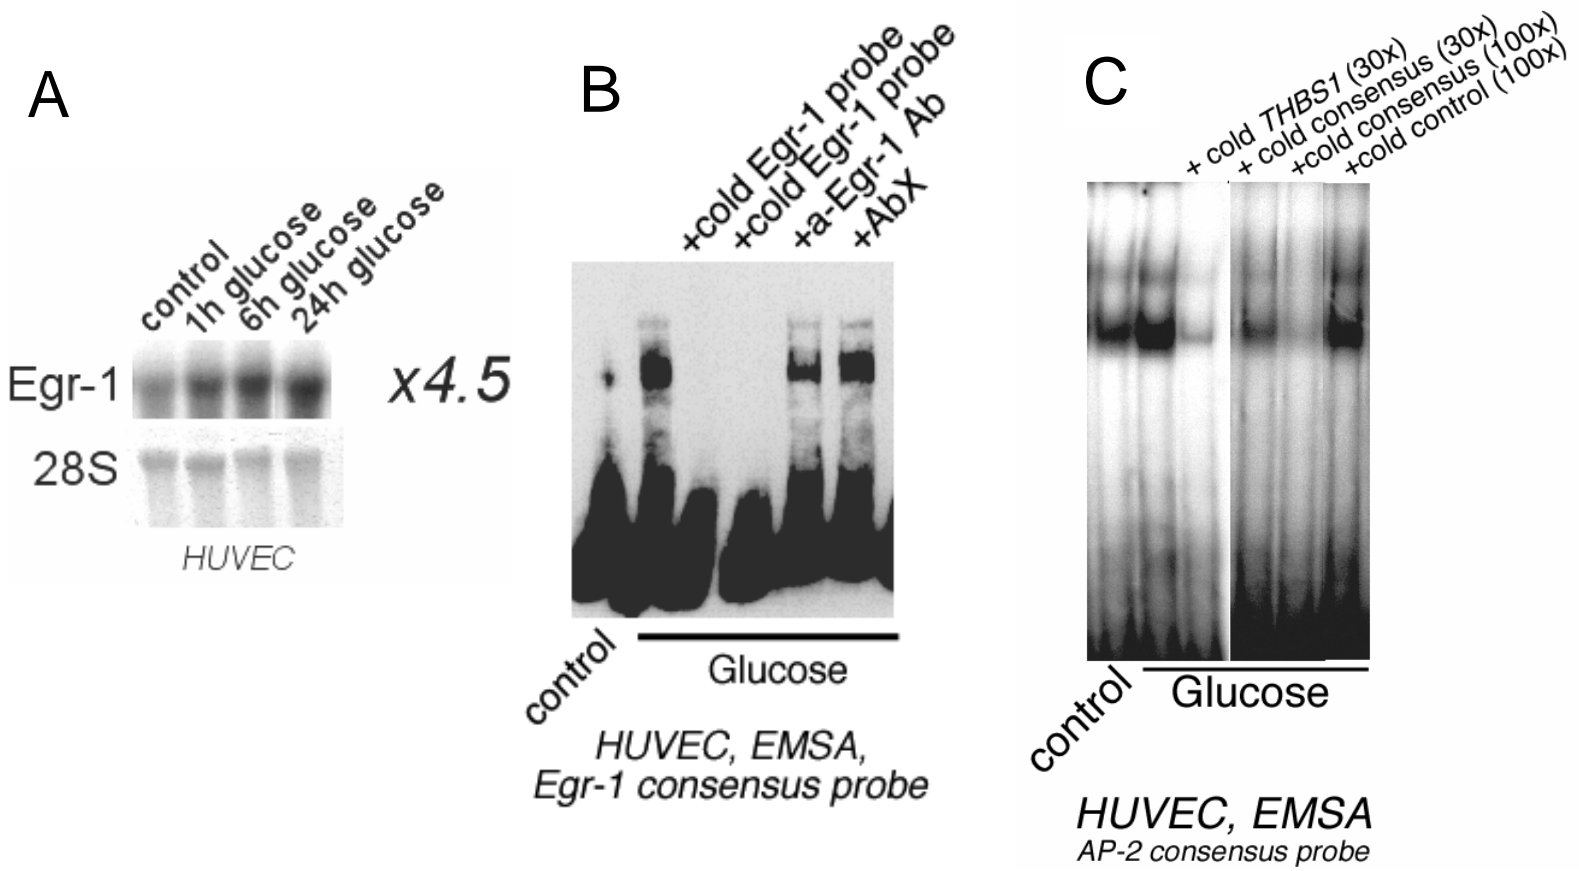 A
control
1h glucose
6h glucose
24h glucose
Egr-1
x4.5
28S
HUVEC
B
+cold Egr-1 probe
+cold Egr-1 probe
+a-Egr-1 Ab
+AbX
control
Glucose
HUVEC, EMSA,
Egr-1 consensus probe
C
+ cold THBS1 (30x)
+ cold consensus (30x)
+cold consensus (100x)
+cold control (100x)
control
Glucose
HUVEC, EMSA
AP-2 consensus probe